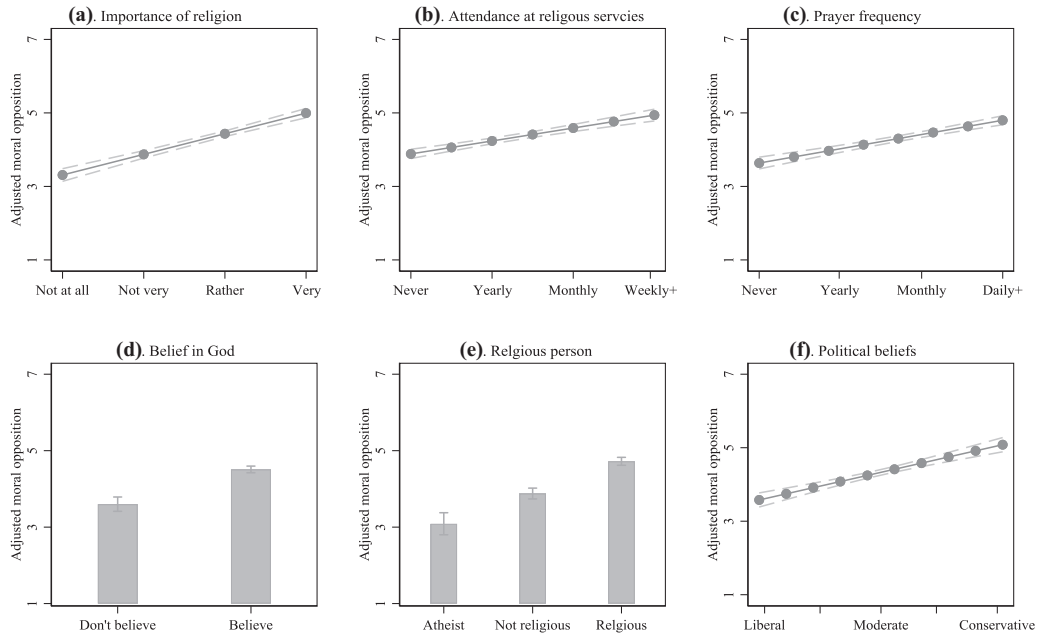 (a). Importance of religion
Adjusted moral opposition
7
5
3
1
Not at all Not very Rather Very
(b). Attendance at religous servcies
Adjusted moral opposition
7
5
3
1
Never Yearly Monthly Weekly+
(c). Prayer frequency
Adjusted moral opposition
7
5
3
1
Never Yearly Monthly Daily+
(d). Belief in God
Adjusted moral opposition
7
5
3
1
Don't believe Believe
(e). Relgious person
Adjusted moral opposition
7
5
3
1
Atheist Not religious Relgious
(f). Political beliefs
Adjusted moral opposition
7
5
3
1
Liberal Moderate Conservative